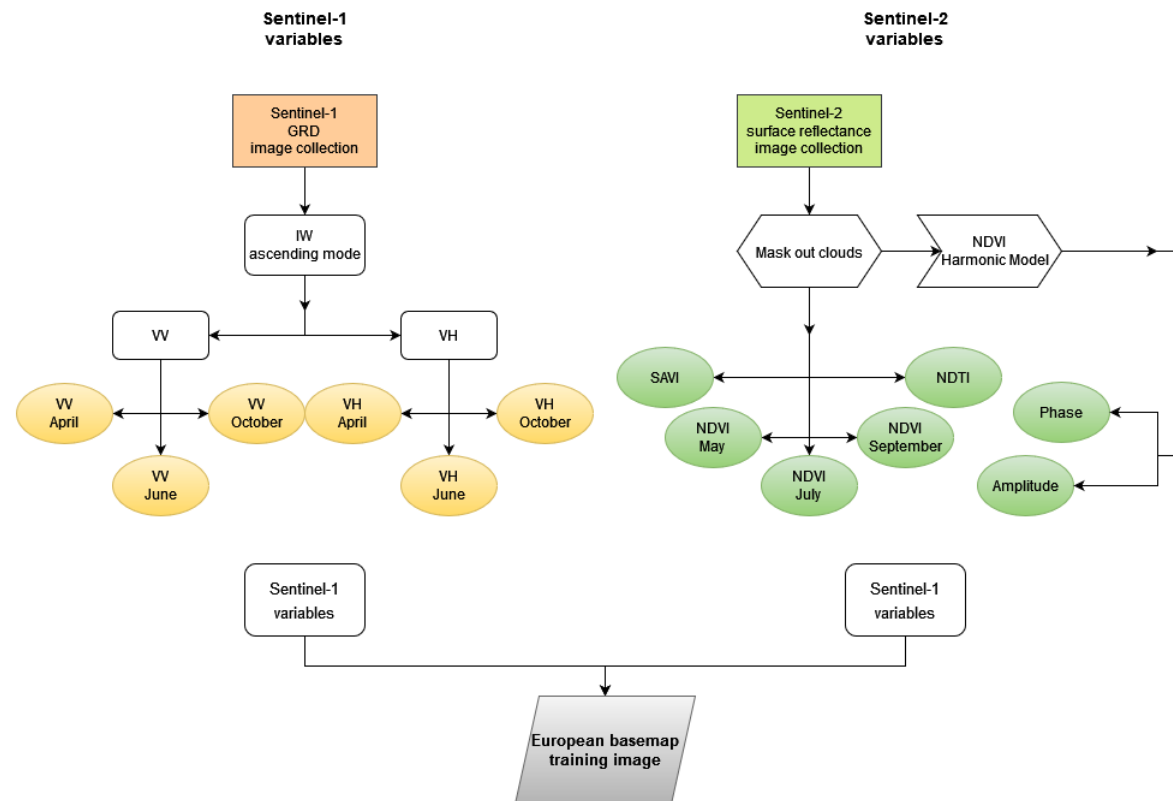 Sentinel-1
variables
Sentinel-2
variables
Sentinel-1
GRD
image collection
Sentinel-2
surface reflectance
image collection
IW
ascending mode
Mask out clouds
NDVI
Harmonic Model
VV
VH
SAVI
NDTI
VV
April
VV
October
VH
April
VH
October
NDVI
May
NDVI
September
Phase
VV
June
VH
June
NDVI
July
Amplitude
Sentinel-1
variables
Sentinel-1
variables
European basemap
training image